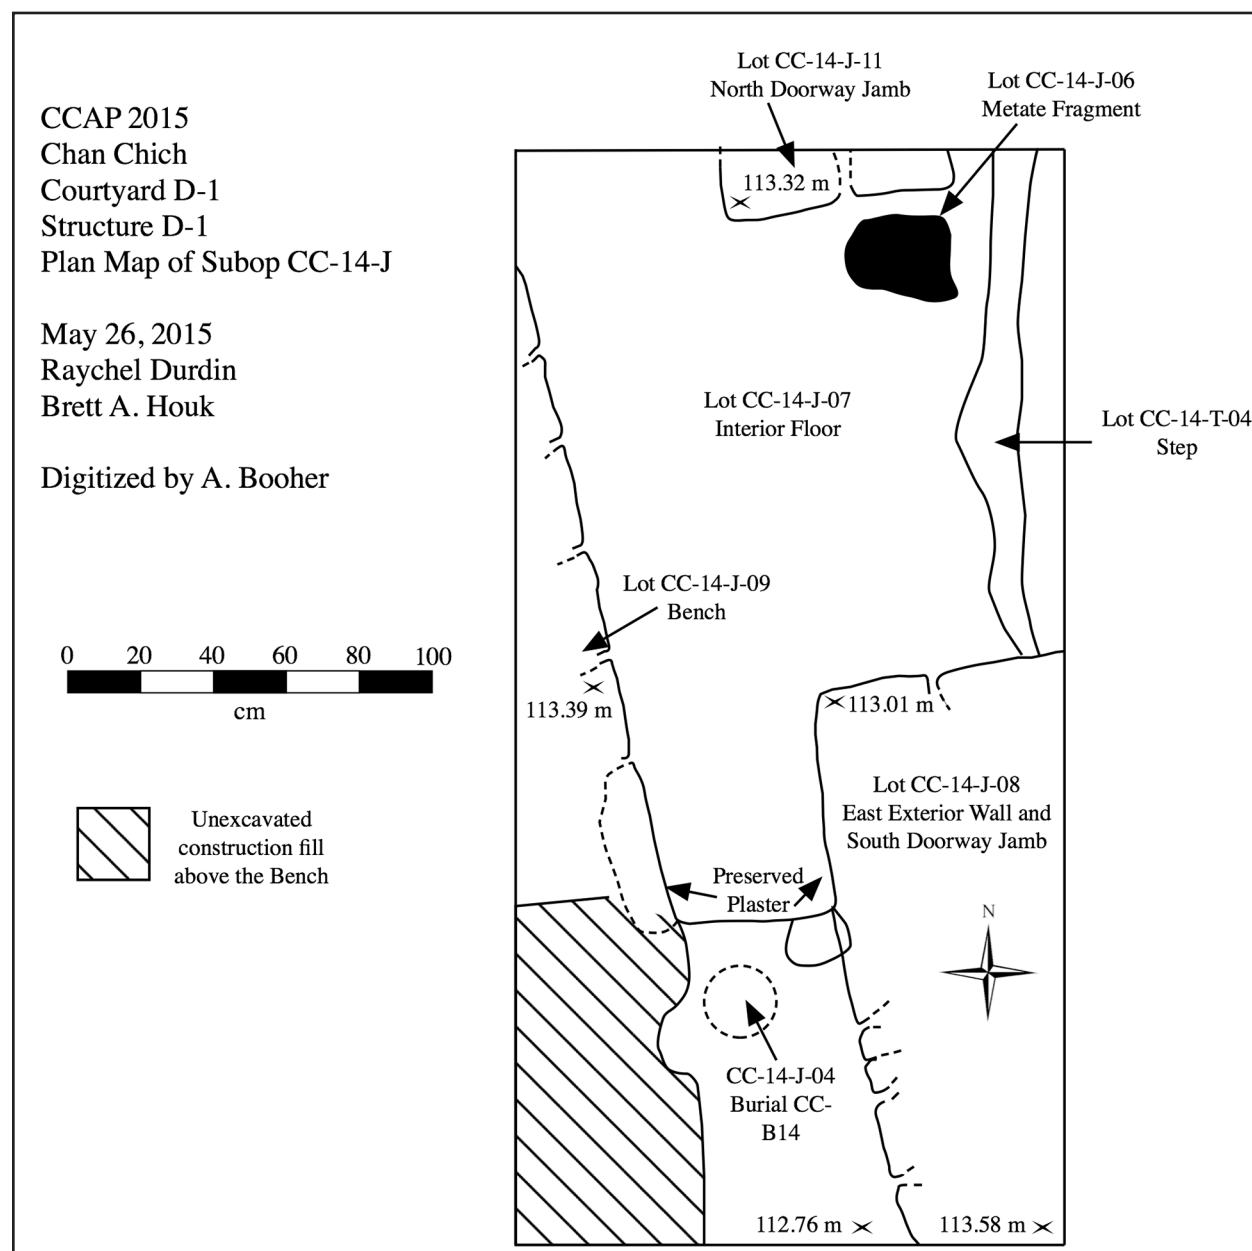 CCAP 2015
Chan Chich
Courtyard D-1
Structure D-1
Plan Map of Subop CC-14-J
May 26, 2015
Raychel Durdin
Brett A. Houk
Digitized by A. Booher
0 20 40 60 80 100
cm
Unexcavated
construction fill
above the Bench
Lot CC-14-J-11
North Doorway Jamb
Lot CC-14-J-06
Metate Fragment
113.32 m
Lot CC-14-J-07
Interior Floor
Lot CC-14-T-04
Step
Lot CC-14-J-09
Bench
113.39 m
113.01 m
Lot CC-14-J-08
East Exterior Wall and
South Doorway Jamb
Preserved
Plaster
N
CC-14-J-04
Burial CC-
B14
112.76 m
113.58 m